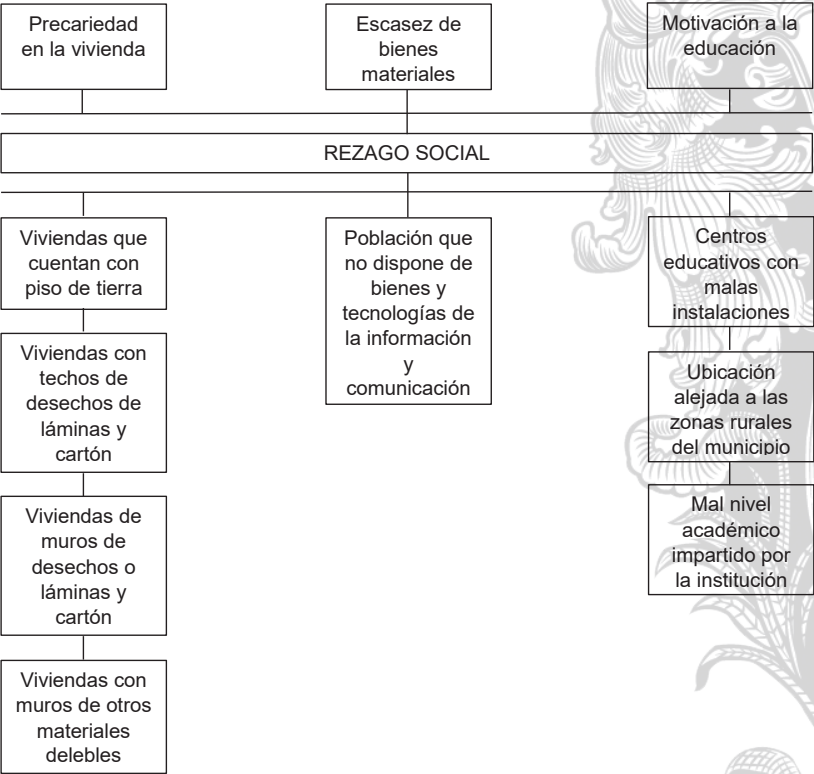 Precariedad
en la vivienda
Escasez de
bienes
materiales
Motivación a la
educación
REZAGO SOCIAL
Viviendas que
cuentan con
piso de tierra
Viviendas con
techos de
desechos de
láminas y
cartón
Viviendas de
muros de
desechos o
láminas y
cartón
Viviendas con
muros de otros
materiales
delebles
Población que
no dispone de
bienes y
tecnologías de
la información
y
comunicación
Centros
educativos con
malas
instalaciones
Ubicación
alejada a las
zonas rurales
del municipio
Mal nivel
académico
impartido por
la institución